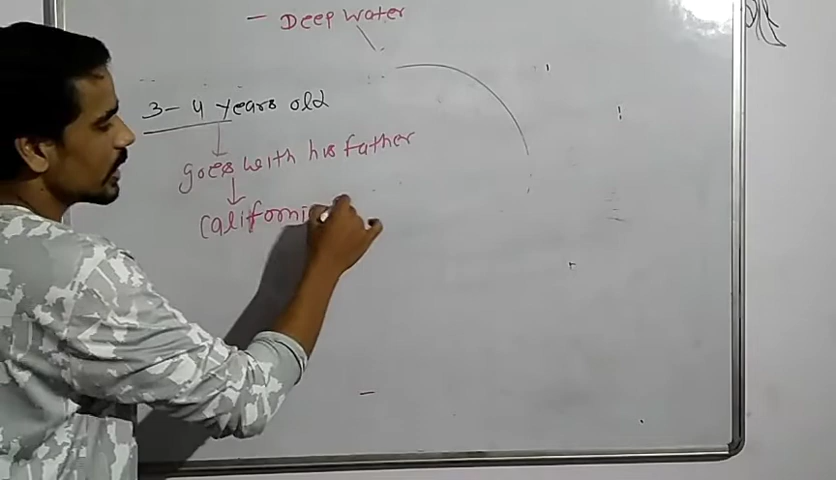 - Deep Water
3-4 years old
goes with his father
Californi